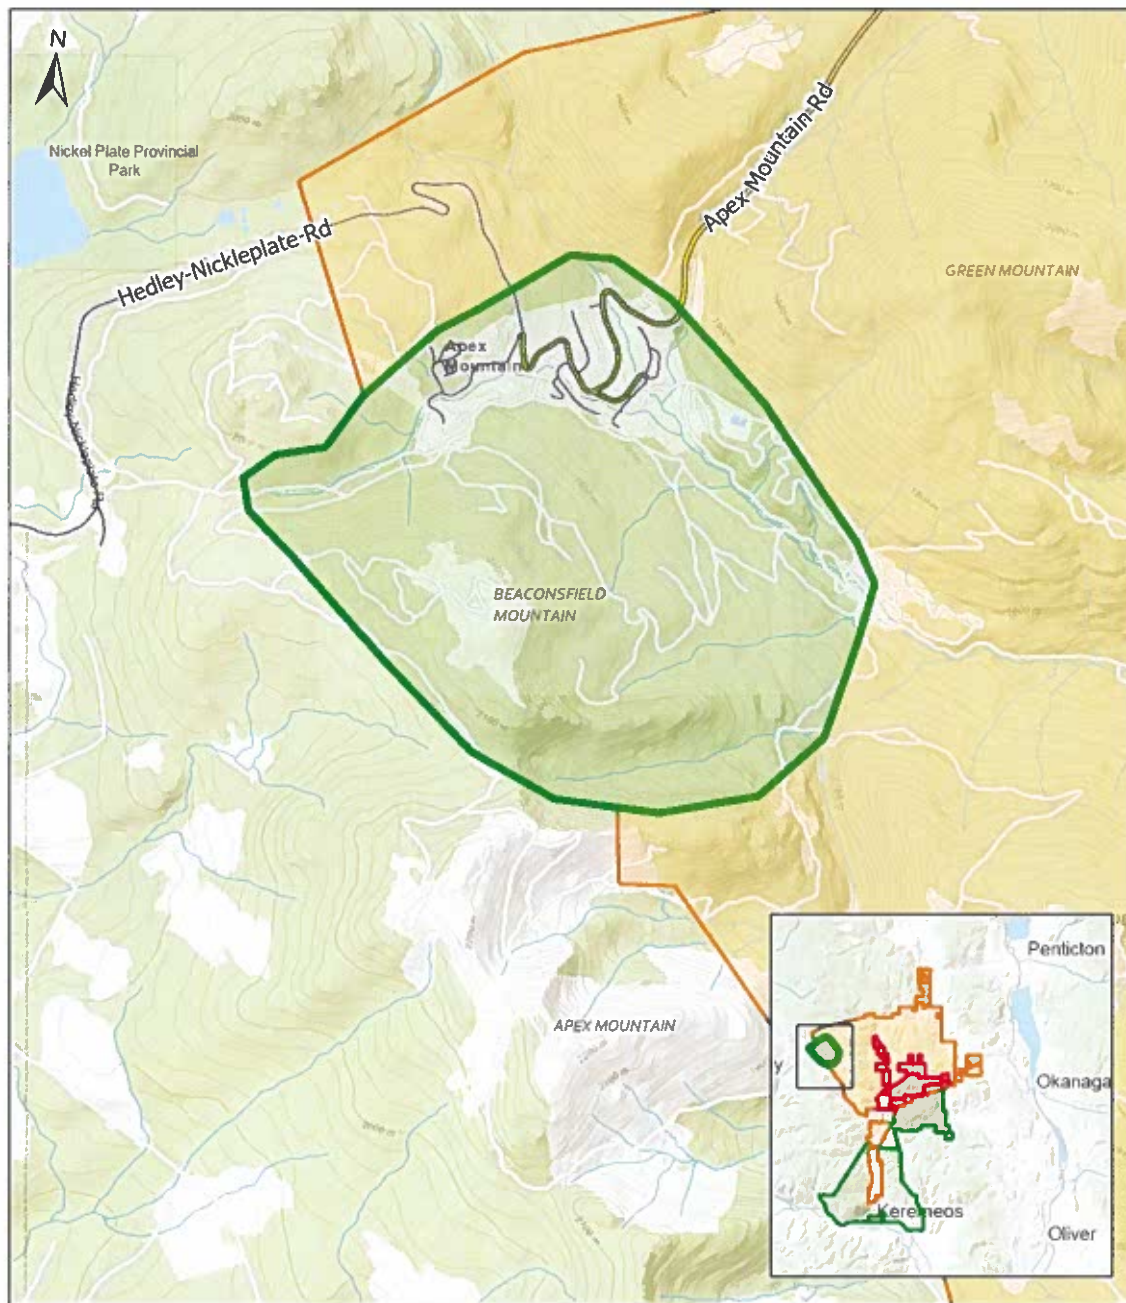 N
Nickel Plate Provincial
Park
Hedley-Nickleplate-Rd
Apex-Mountain-Rd
GREEN MOUNTAIN
Apex
Mountain
BEACONSFIELD
MOUNTAIN
APEX MOUNTAIN
Penticton
y
Okanaga
Keremeos
Oliver